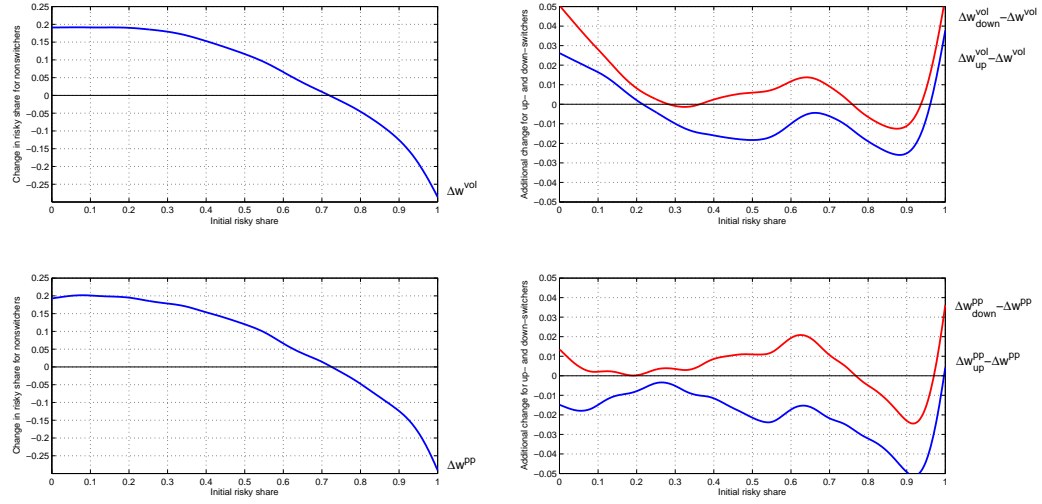 Change in risky share for nonswitchers
0.25
0.2
0.15
0.1
0.05
0
−0.05
−0.1
−0.15
−0.2
−0.25
0 0.1 0.2 0.3 0.4 0.5 0.6 0.7 0.8 0.9 1
Initial risky share
Δw^vol
Additional change for up− and down−switchers
0.05
0.04
0.03
0.02
0.01
0
−0.01
−0.02
−0.03
−0.04
−0.05
0 0.1 0.2 0.3 0.4 0.5 0.6 0.7 0.8 0.9 1
Initial risky share
Δw^vol_down−Δw^vol
Δw^vol_up−Δw^vol
Change in risky share for nonswitchers
0.25
0.2
0.15
0.1
0.05
0
−0.05
−0.1
−0.15
−0.2
−0.25
0 0.1 0.2 0.3 0.4 0.5 0.6 0.7 0.8 0.9 1
Initial risky share
Δw^pp
Additional change for up− and down−switchers
0.05
0.04
0.03
0.02
0.01
0
−0.01
−0.02
−0.03
−0.04
−0.05
0 0.1 0.2 0.3 0.4 0.5 0.6 0.7 0.8 0.9 1
Initial risky share
Δw^pp_down−Δw^pp
Δw^pp_up−Δw^pp